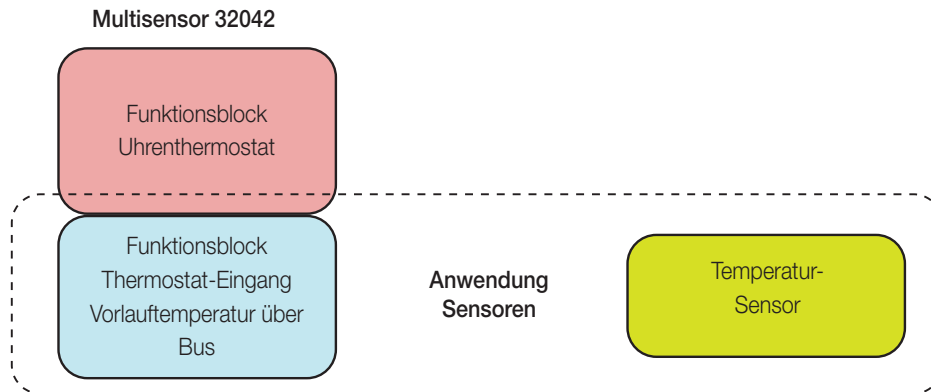 Multisensor 32042
Funktionsblock
Uhrenthermostat
Funktionsblock
Thermostat-Eingang
Vorlauftemperatur über
Bus
Anwendung
Sensoren
Temperatur-
Sensor